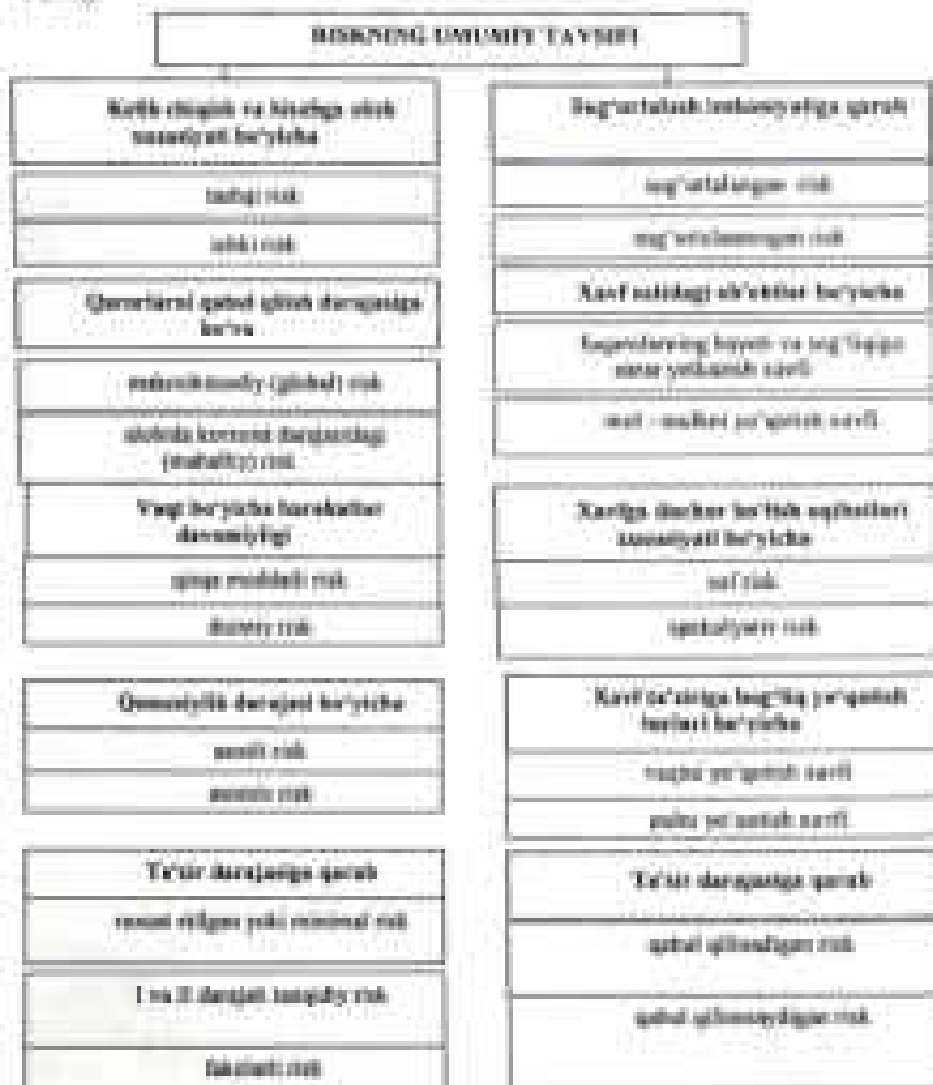 RISKNING UMUMIY TAVSIFI
Kelib chiqish va hisobga olish
xususiyati bo'yicha
tashqi risk
ichki risk
Qarorlarni qabul qilish darajasiga
ko'ra
makroiqtisodiy (global) risk
alohida korxona darajasidagi
(mahalliy) risk
Vaqt bo'yicha harakatlar
davomiyligi
qisqa muddatli risk
doimiy risk
Qonuniylik darajasi bo'yicha
risk
risk
Ta'sir darajasiga qarab
ruxsat etilgan yoki minimal risk
I va II darajali tanqidiy risk
falokatli risk
Sug'urtalash imkoniyatiga qarab
sug'urtalangan risk
sug'urtalanmagan risk
Xavf ostidagi ob'ektlar bo'yicha
fuqarolarning hayoti va sog'lig'iga
zarar yetkazish xavfi
mol - mulkni yo'qotish xavfi
Xavfga duchor bo'lish oqibatlari
xususiyati bo'yicha
sof risk
spekulyativ risk
Xavf ta'siriga bog'liq yo'qotish
turlari bo'yicha
vaqtni yo'qotish xavfi
pulni yo'qotish xavfi
Ta'sir darajasiga qarab
qabul qilinadigan risk
qabul qilinmaydigan risk